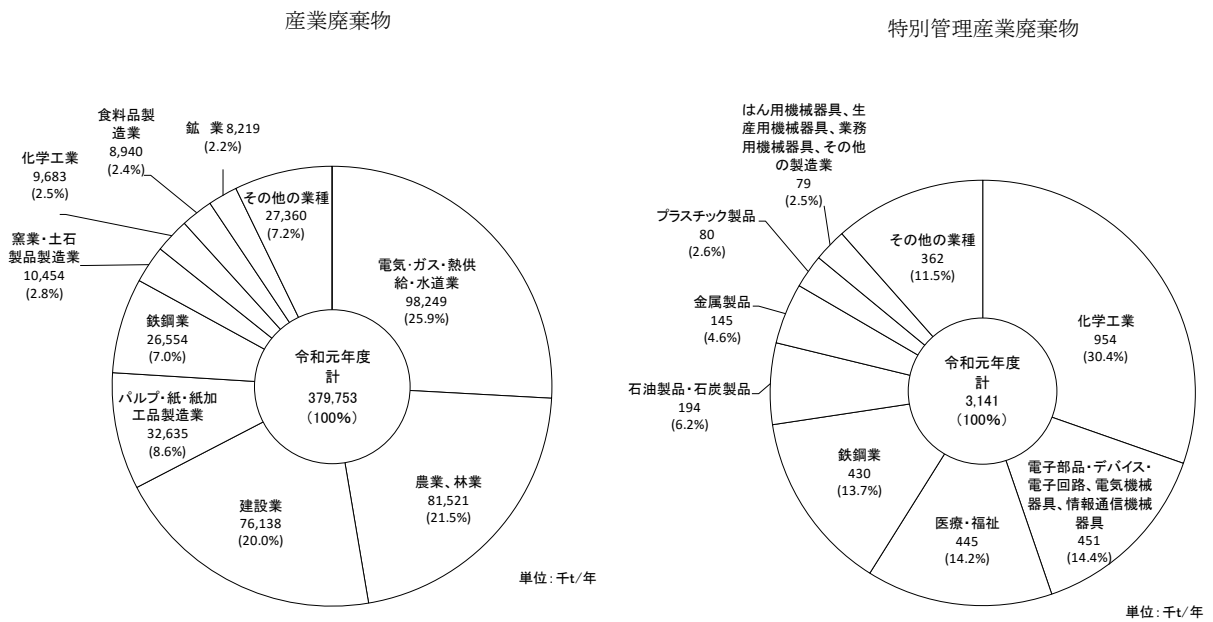 産業廃棄物
電気・ガス・熱供
給・水道業
98,249
(25.9%)
農業、林業
81,521
(21.5%)
建設業
76,138
(20.0%)
パルプ・紙・紙加
工品製造業
32,635
(8.6%)
鉄鋼業
26,554
(7.0%)
窯業・土石
製品製造業
10,454
(2.8%)
化学工業
9,683
(2.5%)
食料品製
造業
8,940
(2.4%)
鉱 業 8,219
(2.2%)
その他の業種
27,360
(7.2%)
令和元年度
計
379,753
(100%)
単位:千t/年
特別管理産業廃棄物
化学工業
954
(30.4%)
電子部品・デバイス・
電子回路、電気機械
器具、情報通信機械
器具
451
(14.4%)
医療・福祉
445
(14.2%)
鉄鋼業
430
(13.7%)
石油製品・石炭製品
194
(6.2%)
金属製品
145
(4.6%)
プラスチック製品
80
(2.6%)
はん用機械器具、生
産用機械器具、業務
用機械器具、その他
の製造業
79
(2.5%)
その他の業種
362
(11.5%)
令和元年度
計
3,141
(100%)
単位:千t/年